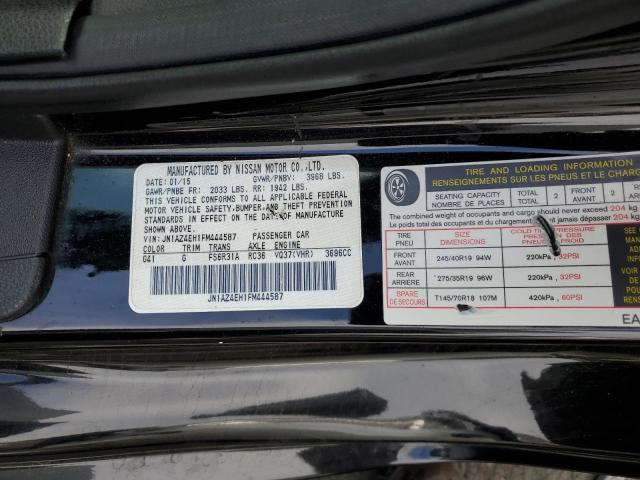 MANUFACTURED BY NISSAN MOTOR CO.,LTD.
DATE: 01/15 GVWR/PNBV: 3968 LBS.
GAWR/PNBE FR: 2033 LBS. RR: 1942 LBS.
THIS VEHICLE CONFORMS TO ALL APPLICABLE FEDERAL
MOTOR VEHICLE SAFETY,BUMPER,AND THEFT PREVENTION
STANDARDS IN EFFECT ON THE DATE OF MANUFACTURE
SHOWN ABOVE.
VIN:JN1AZ4EH1FM444587 PASSENGER CAR
COLOR TRIM TRANS AXLE ENGINE
G41 G FS6R31A RC36 VQ37(VHR) 3696CC
JN1AZ4EH1FM444587
TIRE AND LOADING INFORMATION
RENSEIGNEMENTS SUR LES PNEUS ET LE
SEATING CAPACITY TOTAL 2 FRONT 2
NOMBRE DE PLACES TOTAL AVANT
The combined weight of occupants and cargo should never exceed 204 kg
Le poids total des occupants et du chargement ne doit jamais dépasser 204 kg
TIRE SIZE COLD TIRE
PNEU DIMENSIONS
FRONT 245/40R19 94W 220kPa, 32PSI
AVANT
REAR 275/35R19 96W 220kPa, 32PSI
ARRIÈRE
SPARE T145/70R18 107M 420kPa, 60PSI
DE SECOURS
SEE
EA